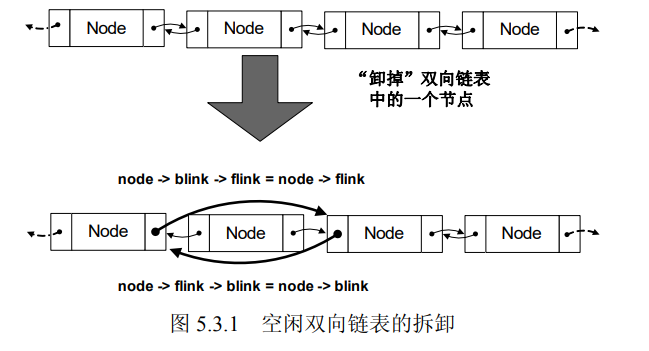 Node Node Node Node
“卸掉”双向链表
中的一个节点
node -> blink -> flink = node -> flink
Node Node Node Node
node -> flink -> blink = node -> blink
图 5.3.1 空闲双向链表的拆卸